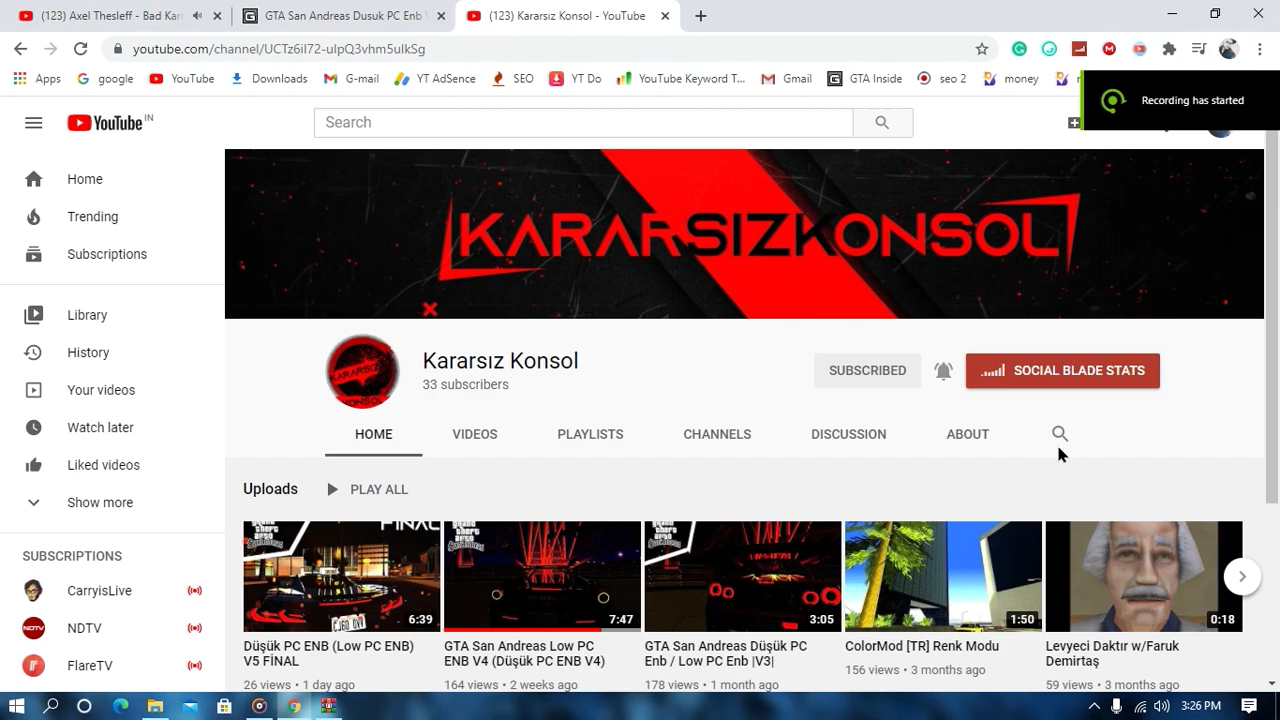 (123) Axel Thesleff - Bad Kar
GTA San Andreas Dusuk PC Enb V
(123) Kararsız Konsol - YouTube
youtube.com/channel/UCTz6il72-ulpQ3vhm5ulkSg
Apps
google
YouTube
Downloads
G-mail
YT AdSence
SEO
YT Do
YouTube Keyword T...
Gmail
GTA Inside
seo 2
money
Recording has started
YouTube IN
Search
Home
Trending
Subscriptions
Library
History
Your videos
Watch later
Liked videos
Show more
SUBSCRIPTIONS
CarryisLive
NDTV
FlareTV
KARARSIZKONSOL
Kararsız Konsol
33 subscribers
SUBSCRIBED
SOCIAL BLADE STATS
HOME
VIDEOS
PLAYLISTS
CHANNELS
DISCUSSION
ABOUT
Uploads
PLAY ALL
FINAL
6:39
7:47
3:05
1:50
0:18
Düşük PC ENB (Low PC ENB)
V5 FİNAL
26 views • 1 day ago
GTA San Andreas Low PC
ENB V4 (Düşük PC ENB V4)
164 views • 2 weeks ago
GTA San Andreas Düşük PC
Enb / Low PC Enb |V3|
178 views • 1 month ago
ColorMod [TR] Renk Modu
156 views • 3 months ago
Levyeci Daktır w/Faruk
Demirtaş
59 views • 3 months ago
3:26 PM